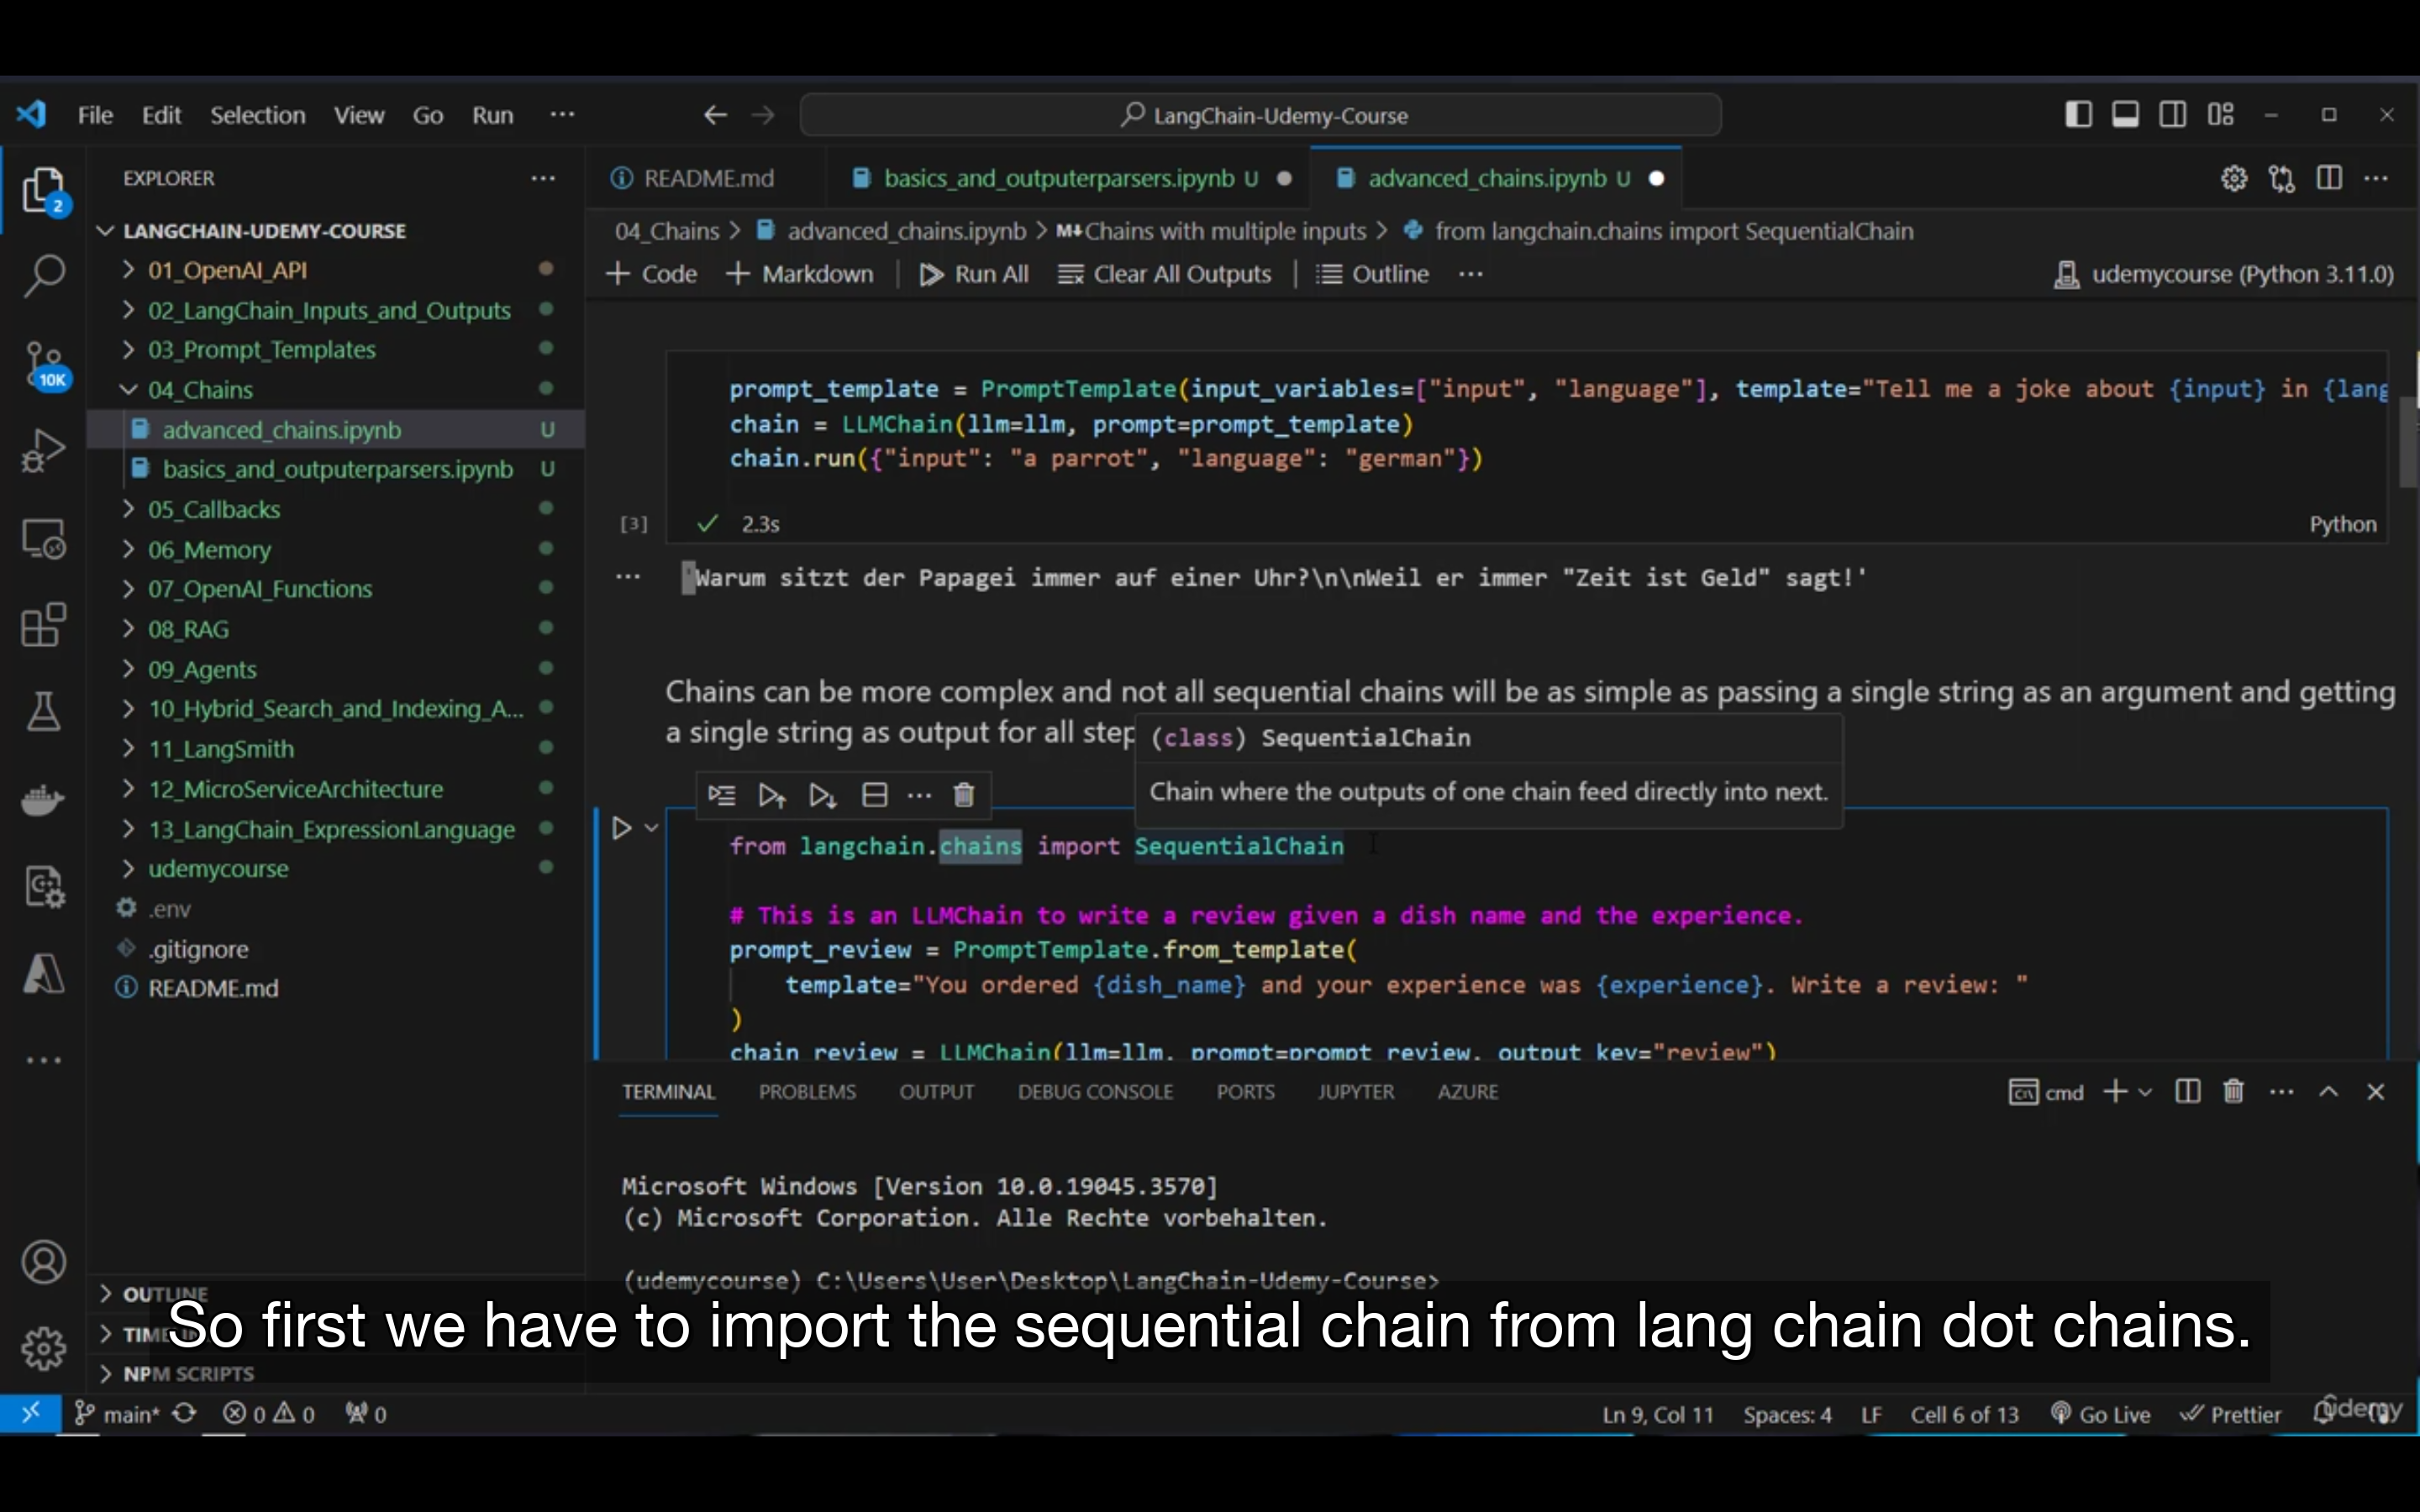 File Edit Selection View Go Run ... LangChain-Udemy-Course
EXPLORER ...
2
10K
LANGCHAIN-UDEMY-COURSE
01_OpenAI_API
02_LangChain_Inputs_and_Outputs
03_Prompt_Templates
04_Chains
advanced_chains.ipynb U
basics_and_outputerparsers.ipynb U
05_Callbacks
06_Memory
07_OpenAI_Functions
08_RAG
09_Agents
10_Hybrid_Search_and_Indexing_A...
11_LangSmith
12_MicroServiceArchitecture
13_LangChain_ExpressionLanguage
udemycourse
.env
.gitignore
README.md
OUTLINE
NPM SCRIPTS
README.md basics_and_outputerparsers.ipynb U advanced_chains.ipynb U
04_Chains > advanced_chains.ipynb > M↓Chains with multiple inputs > from langchain.chains import SequentialChain
+ Code + Markdown | Run All Clear All Outputs | Outline ... udemycourse (Python 3.11.0)
prompt_template = PromptTemplate(input_variables=["input", "language"], template="Tell me a joke about {input} in {lang
chain = LLMChain(llm=llm, prompt=prompt_template)
chain.run({"input": "a parrot", "language": "german"})
[3] ✓ 2.3s Python
... 'Warum sitzt der Papagei immer auf einer Uhr?\n\nWeil er immer "Zeit ist Geld" sagt!'
Chains can be more complex and not all sequential chains will be as simple as passing a single string as an argument and getting
a single string as output for all step
(class) SequentialChain
Chain where the outputs of one chain feed directly into next.
from langchain.chains import SequentialChain
# This is an LLMChain to write a review given a dish name and the experience.
prompt_review = PromptTemplate.from_template(
template="You ordered {dish_name} and your experience was {experience}. Write a review: "
)
chain_review = LLMChain(llm=llm, prompt=prompt_review, output_key="review")
TERMINAL PROBLEMS OUTPUT DEBUG CONSOLE PORTS JUPYTER AZURE cmd
Microsoft Windows [Version 10.0.19045.3570]
(c) Microsoft Corporation. Alle Rechte vorbehalten.
(udemycourse) C:\Users\User\Desktop\LangChain-Udemy-Course>
So first we have to import the sequential chain from lang chain dot chains.
main* 0 0 0 Ln 9, Col 11 Spaces: 4 LF Cell 6 of 13 Go Live Prettier
udemy